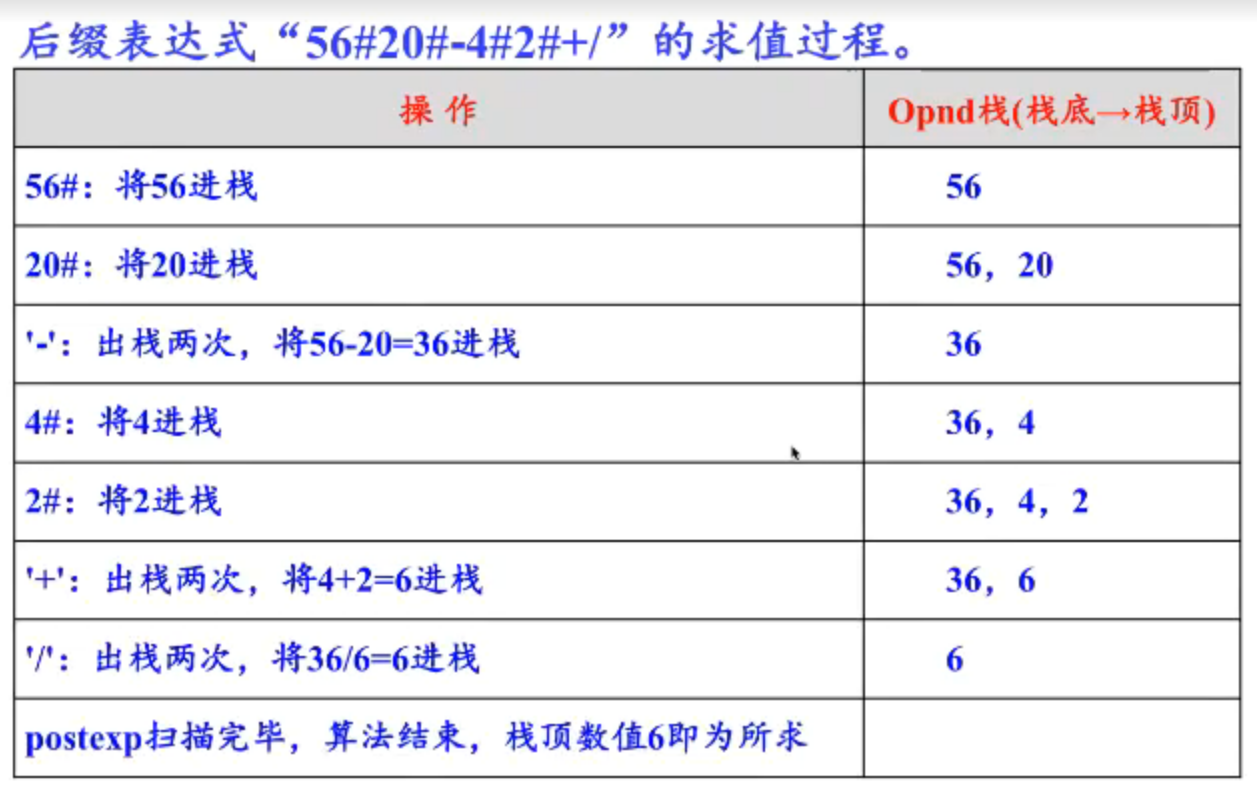 后缀表达式“56#20#-4#2#+/”的求值过程。
操 作 Opnd栈(栈底→栈顶)
56#：将56进栈 56
20#：将20进栈 56，20
'-'：出栈两次，将56-20=36进栈 36
4#：将4进栈 36，4
2#：将2进栈 36，4，2
'+'：出栈两次，将4+2=6进栈 36，6
'/'：出栈两次，将36/6=6进栈 6
postexp扫描完毕，算法结束，栈顶数值6即为所求